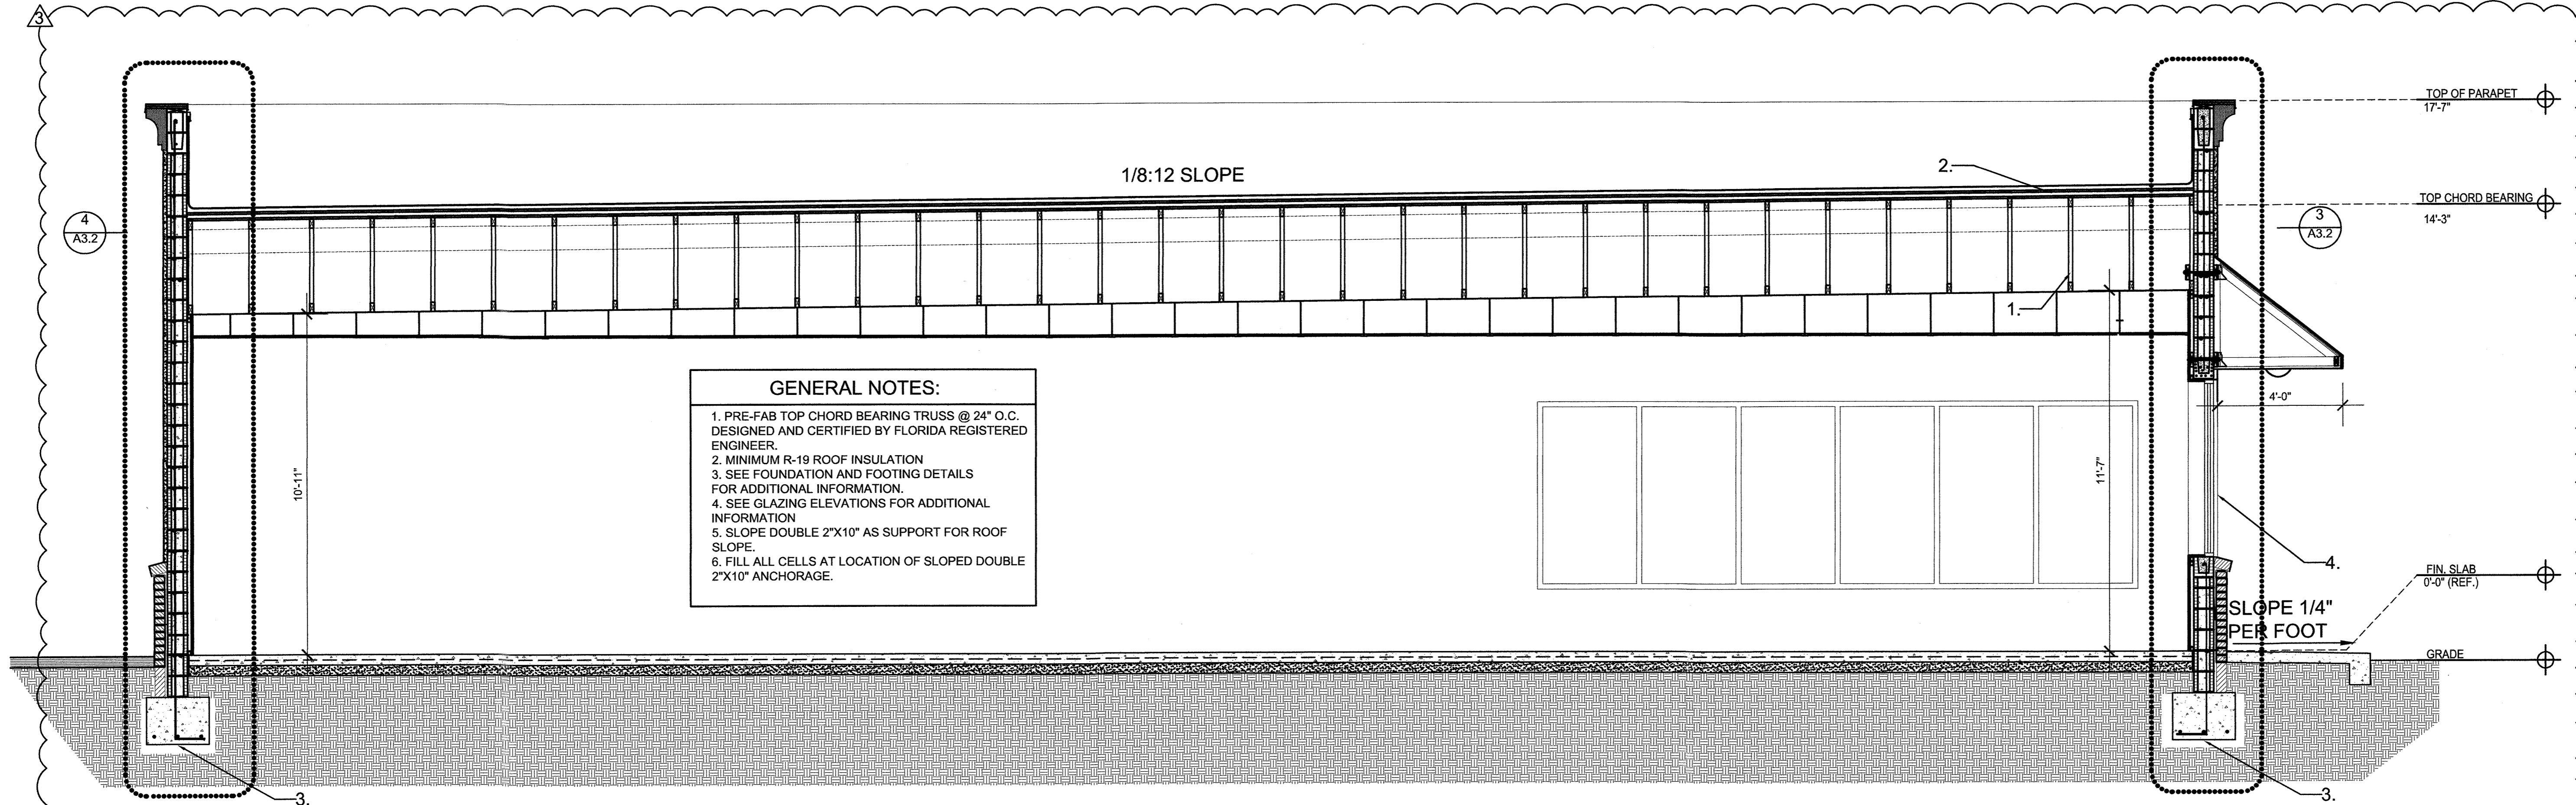 3
TOP OF PARAPET
17'-7"
1/8:12 SLOPE
2.
TOP CHORD BEARING
14'-3"
4
A3.2
3
A3.2
1.
4'-0"
GENERAL NOTES:
1. PRE-FAB TOP CHORD BEARING TRUSS @ 24" O.C.
DESIGNED AND CERTIFIED BY FLORIDA REGISTERED
ENGINEER.
2. MINIMUM R-19 ROOF INSULATION
3. SEE FOUNDATION AND FOOTING DETAILS
FOR ADDITIONAL INFORMATION.
4. SEE GLAZING ELEVATIONS FOR ADDITIONAL
INFORMATION
5. SLOPE DOUBLE 2"X10" AS SUPPORT FOR ROOF
SLOPE.
6. FILL ALL CELLS AT LOCATION OF SLOPED DOUBLE
2"X10" ANCHORAGE.
10'-11"
11'-7"
4.
FIN. SLAB
0'-0" (REF.)
SLOPE 1/4"
PER FOOT
GRADE
3.
3.